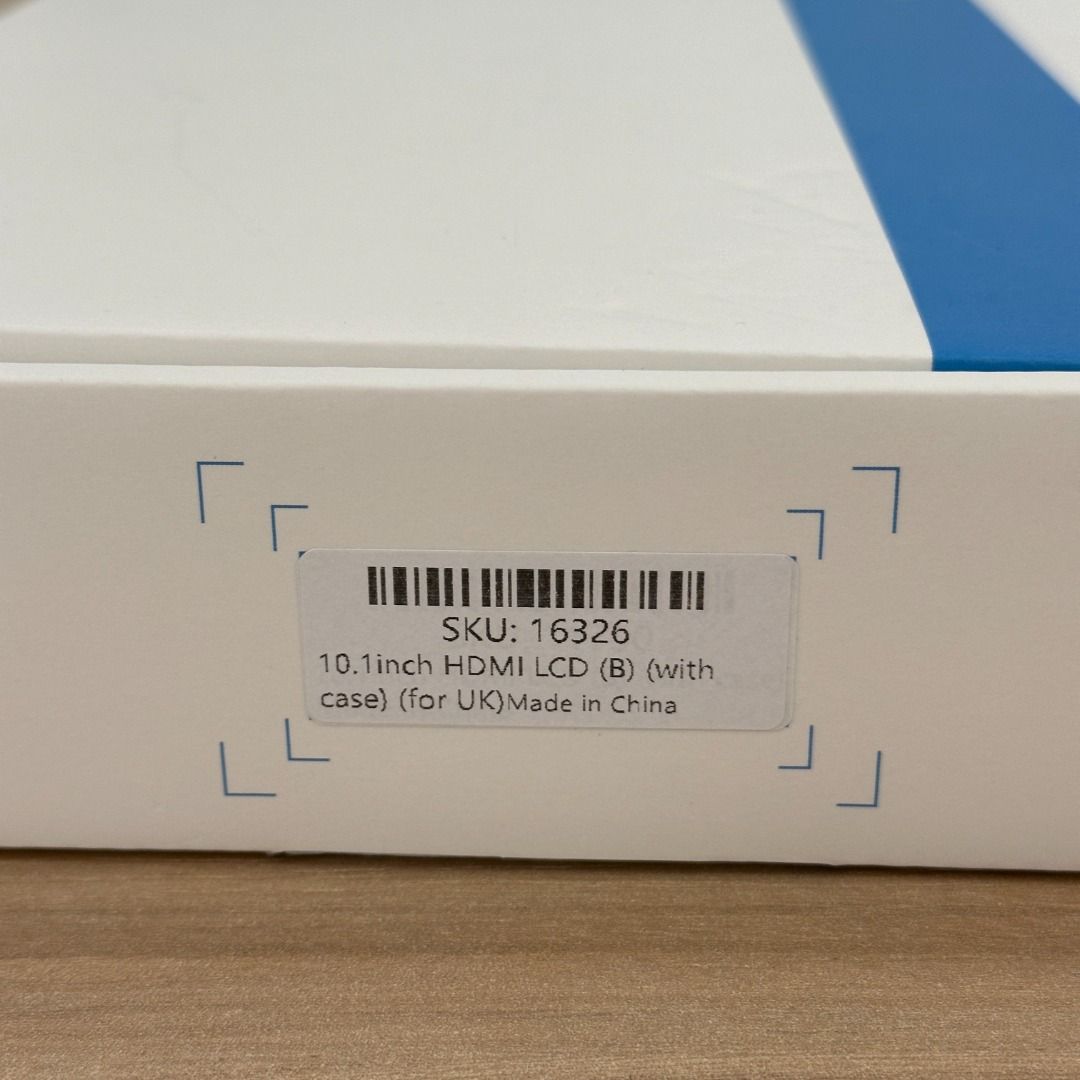 SKU: 16326
10.1inch HDMI LCD (B) (with
case) (for UK)Made in China